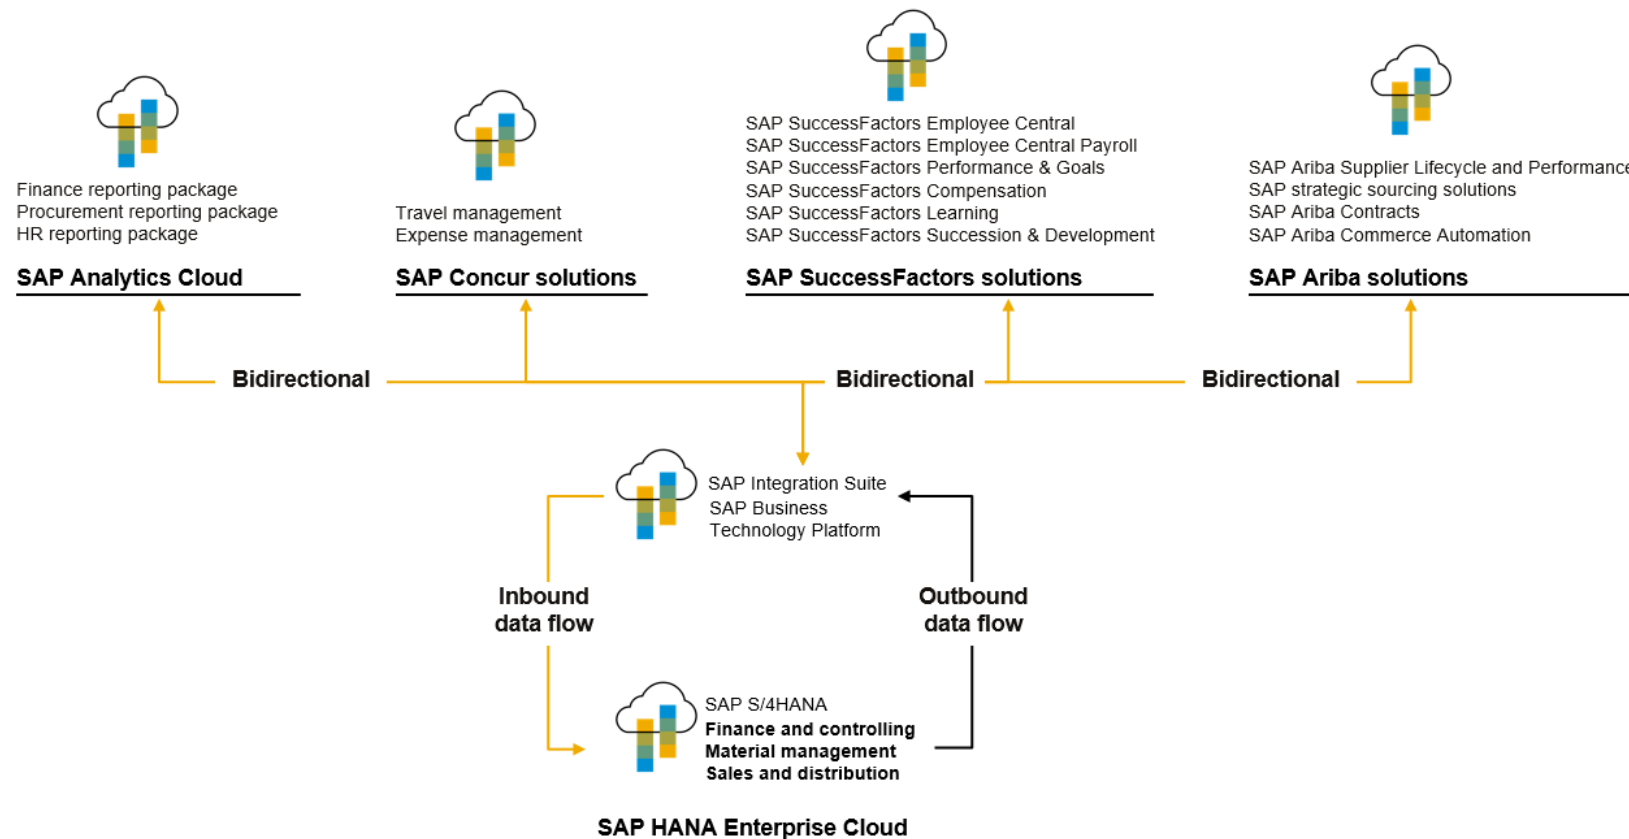 Finance reporting package
Procurement reporting package
HR reporting package
SAP Analytics Cloud
Travel management
Expense management
SAP Concur solutions
SAP SuccessFactors Employee Central
SAP SuccessFactors Employee Central Payroll
SAP SuccessFactors Performance & Goals
SAP SuccessFactors Compensation
SAP SuccessFactors Learning
SAP SuccessFactors Succession & Development
SAP SuccessFactors solutions
SAP Ariba Supplier Lifecycle and Performance
SAP strategic sourcing solutions
SAP Ariba Contracts
SAP Ariba Commerce Automation
SAP Ariba solutions
Bidirectional
Bidirectional
Bidirectional
SAP Integration Suite
SAP Business
Technology Platform
Inbound
data flow
Outbound
data flow
SAP S/4HANA
Finance and controlling
Material management
Sales and distribution
SAP HANA Enterprise Cloud